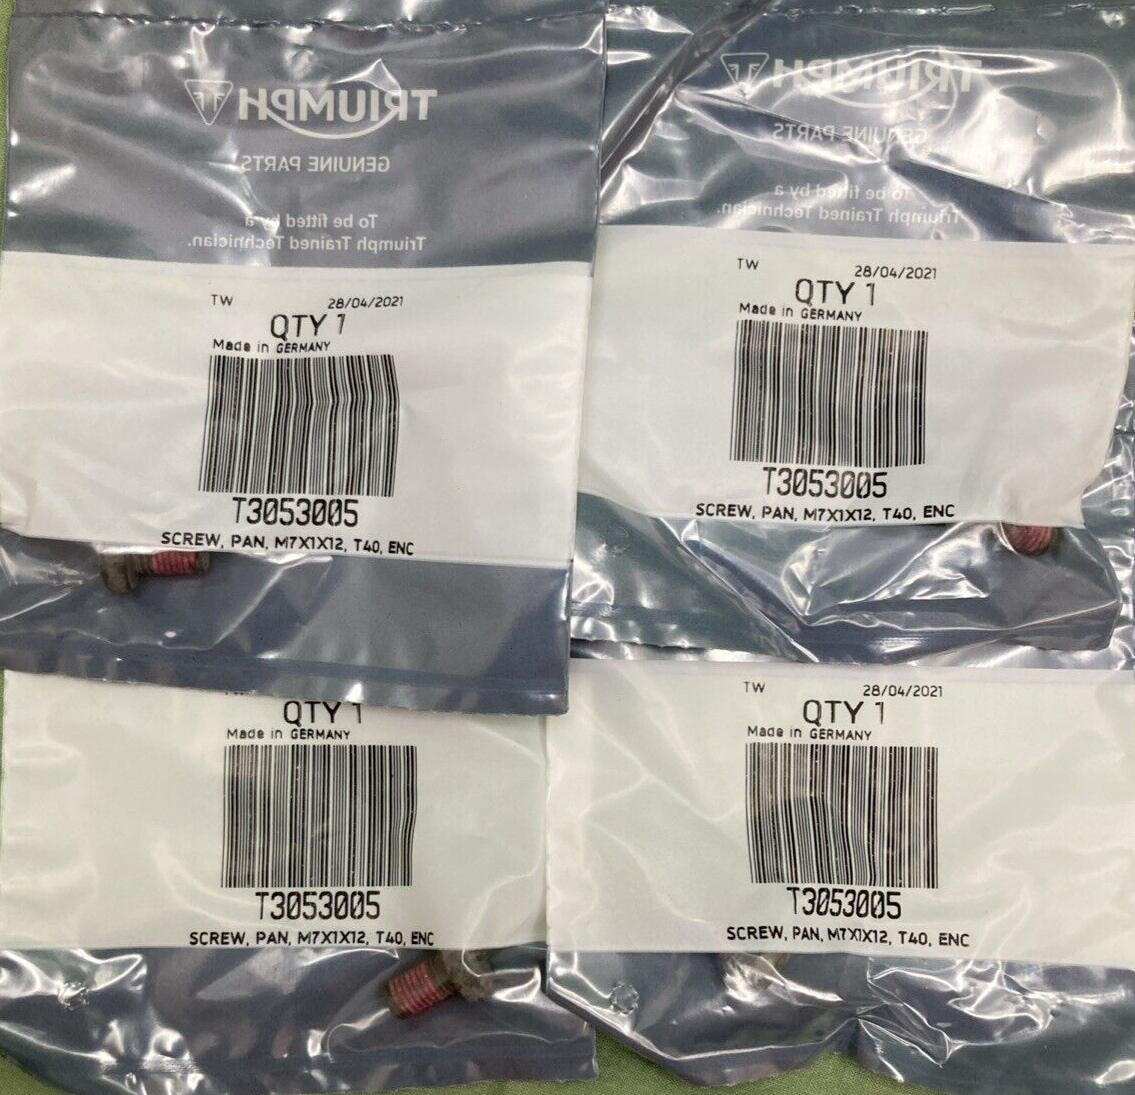 TRIUMPH
GENUINE PARTS
To be fitted by a
Triumph Trained Technician.
TW 28/04/2021
QTY 1
Made in GERMANY
T3053005
SCREW, PAN, M7X1X12, T40, ENC
TRIUMPH
GENUINE PARTS
To be fitted by a
Triumph Trained Technician.
TW 28/04/2021
QTY 1
Made in GERMANY
T3053005
SCREW, PAN, M7X1X12, T40, ENC
QTY 1
Made in GERMANY
T3053005
SCREW, PAN, M7X1X12, T40, ENC
TW 28/04/2021
QTY 1
Made in GERMANY
T3053005
SCREW, PAN, M7X1X12, T40, ENC